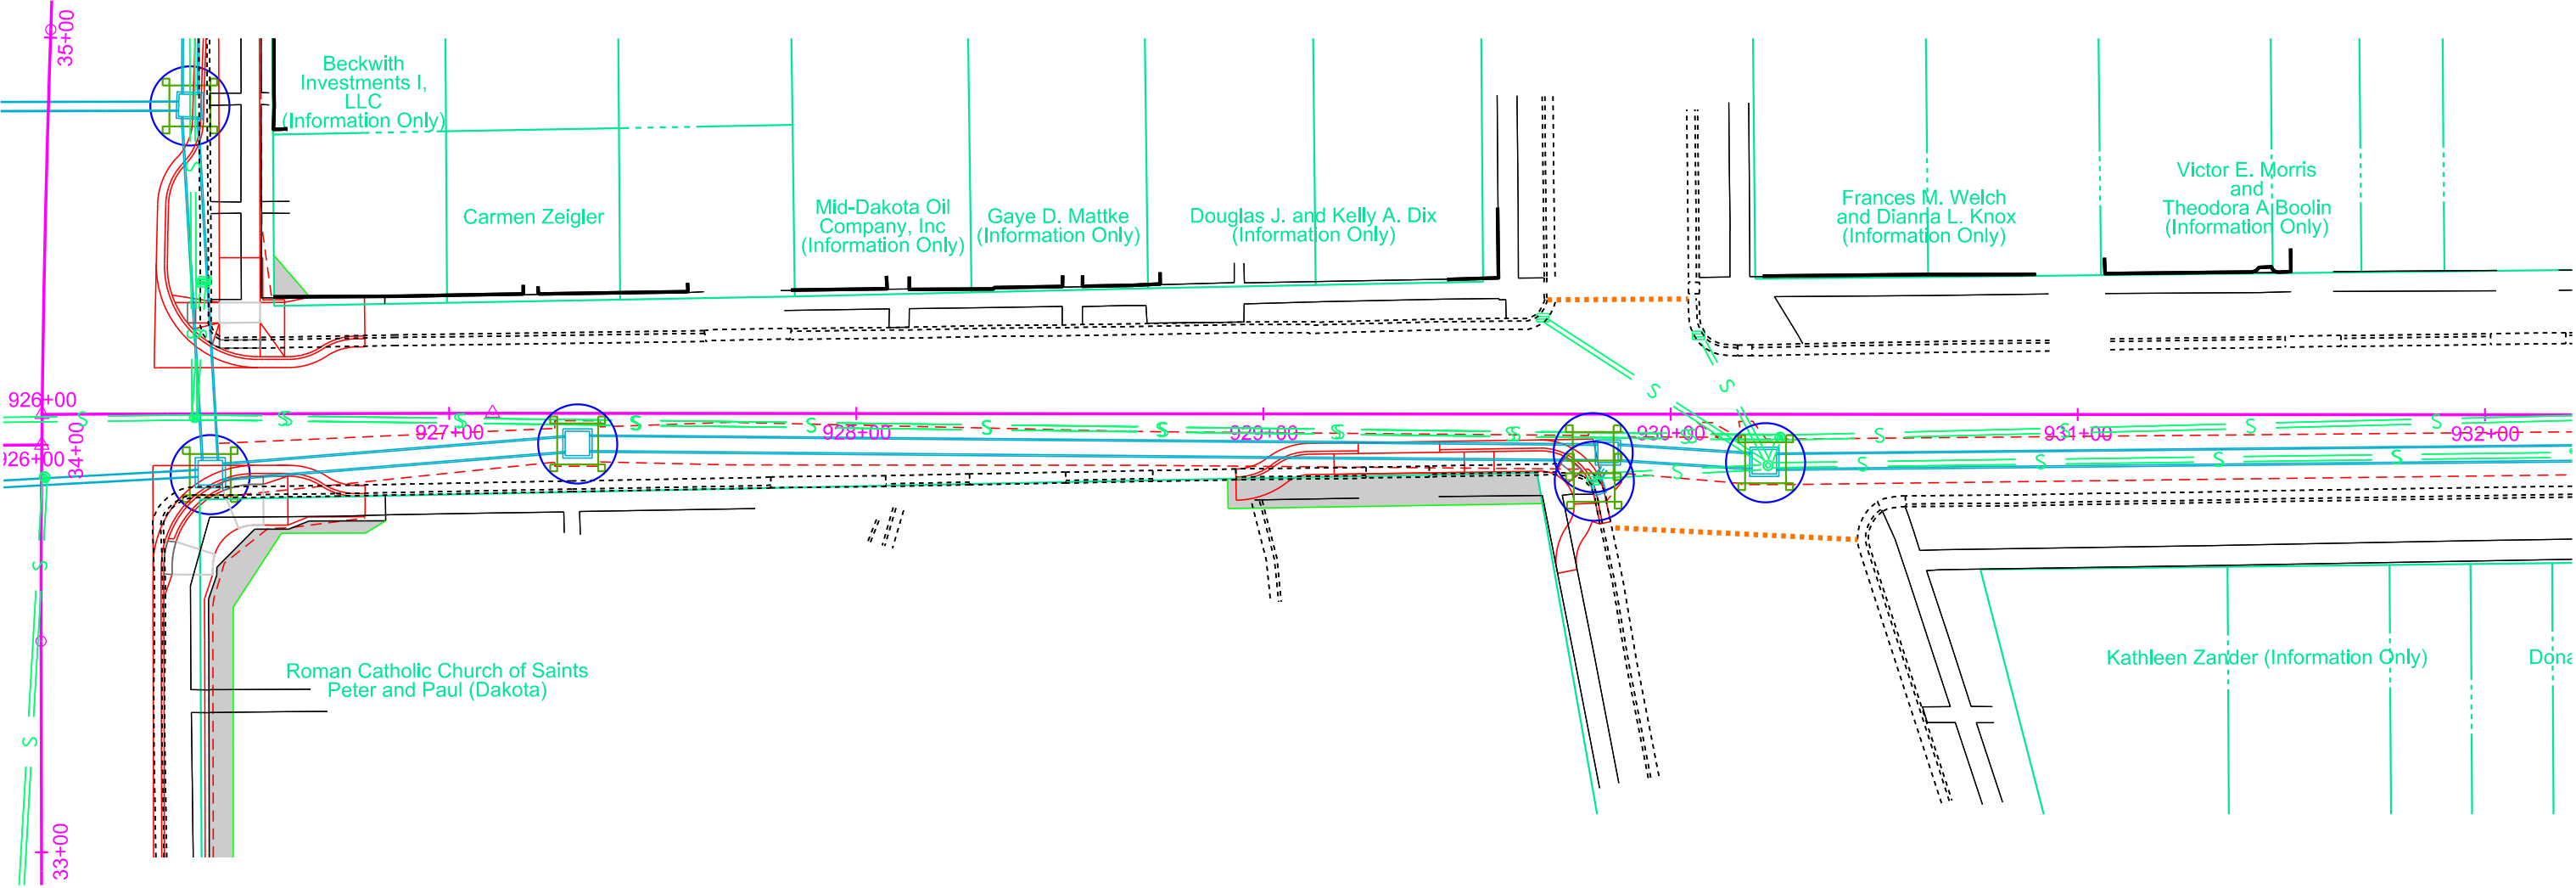 35+00
Beckwith
Investments I,
LLC
(Information Only)
Carmen Zeigler
Mid-Dakota Oil
Company, Inc
(Information Only)
Gaye D. Mattke
(Information Only)
Douglas J. and Kelly A. Dix
(Information Only)
Frances M. Welch
and Dianna L. Knox
(Information Only)
Victor E. Morris
and
Theodora A Boolin
(Information Only)
926+00
927+00
928+00
929+00
930+00
931+00
932+00
926+00
34+00
Roman Catholic Church of Saints
Peter and Paul (Dakota)
Kathleen Zander (Information Only)
Dona
33+00